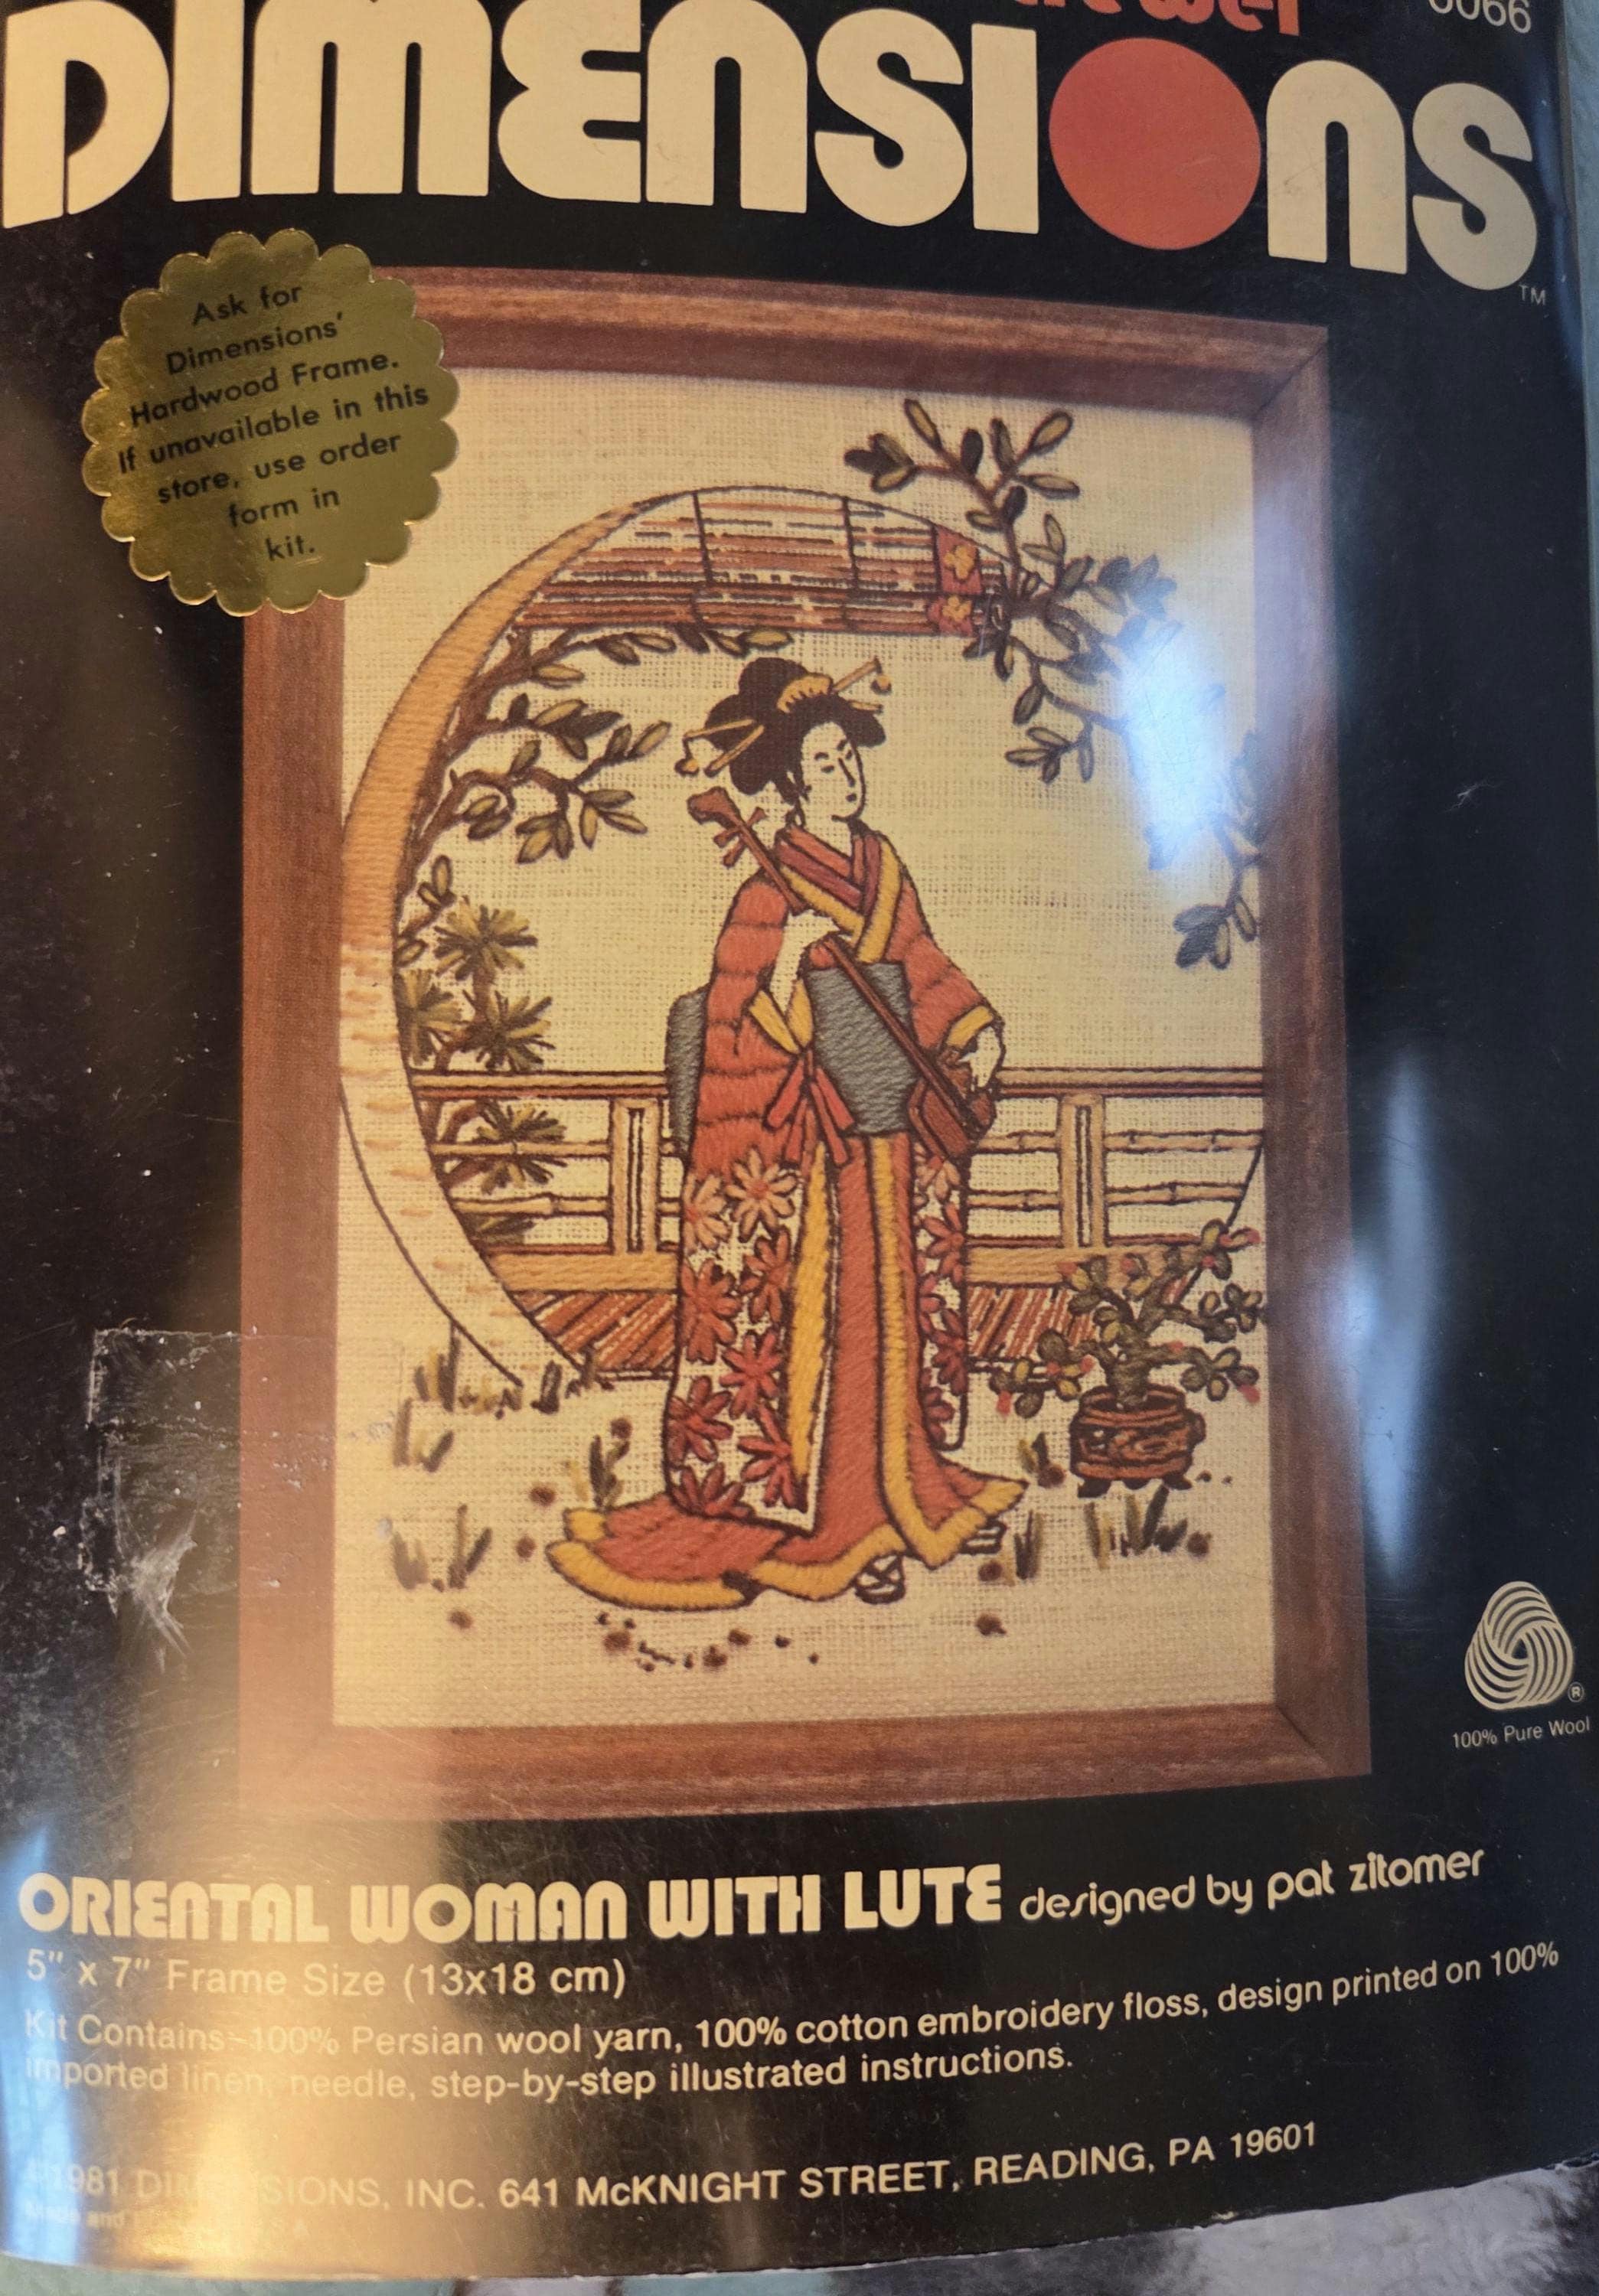 6066
DIMENSIONS
TM
Ask for
Dimensions'
Hardwood Frame.
If unavailable in this
store, use order
form in
kit.
®
100% Pure Wool
ORIENTAL WOMAN WITH LUTE designed by pat zitomer
5" x 7" Frame Size (13x18 cm)
Kit Contains-100% Persian wool yarn, 100% cotton embroidery floss, design printed on 100%
imported linen, needle, step-by-step illustrated instructions.
1981 DIMENSIONS, INC. 641 McKNIGHT STREET, READING, PA 19601